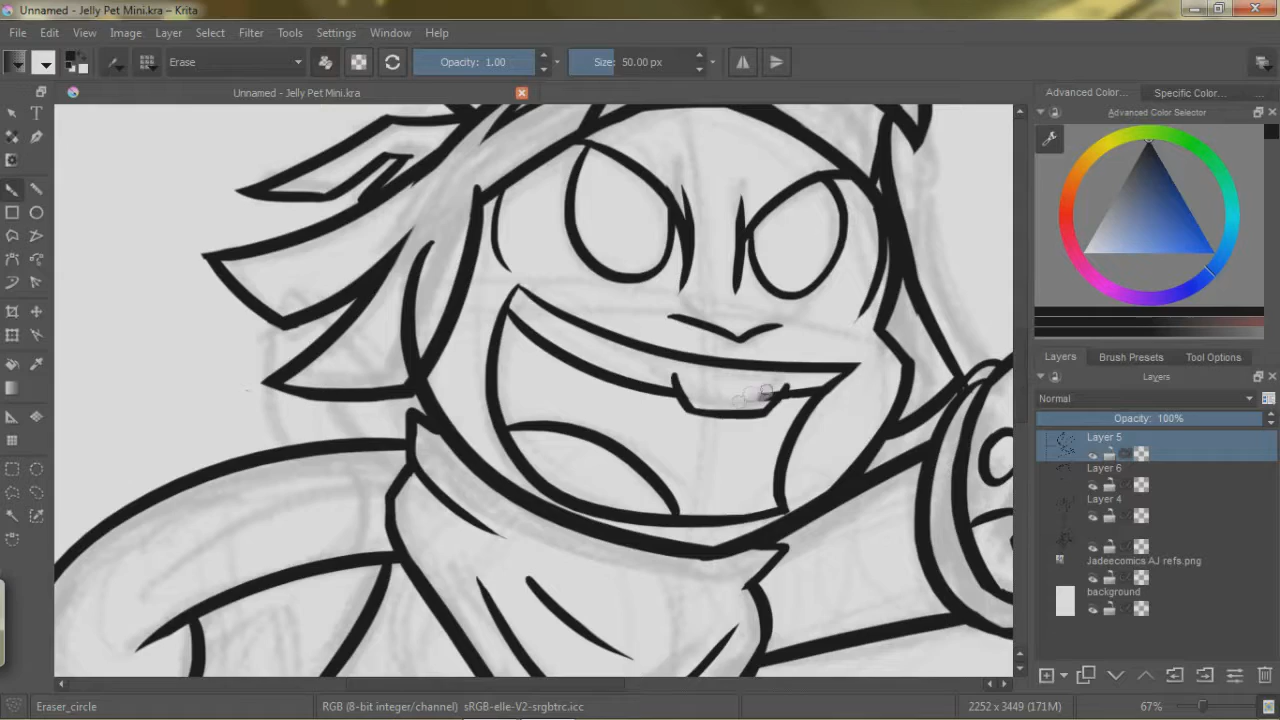 Unnamed - Jelly Pet Mini.kra – Krita
File Edit View Image Layer Select Filter Tools Settings Window Help
Erase Opacity: 1.00 Size: 50.00 px
Unnamed - Jelly Pet Mini.kra
Advanced Color... Specific Color... ...
Advanced Color Selector
Layers Brush Presets Tool Options
Layers
Normal
Opacity: 100%
Layer 5
Layer 6
Layer 4
Jadeecomics AJ refs.png
background
Eraser_circle RGB (8-bit integer/channel) sRGB-elle-V2-srgbtrc.icc 2252 x 3449 (171M) 67%